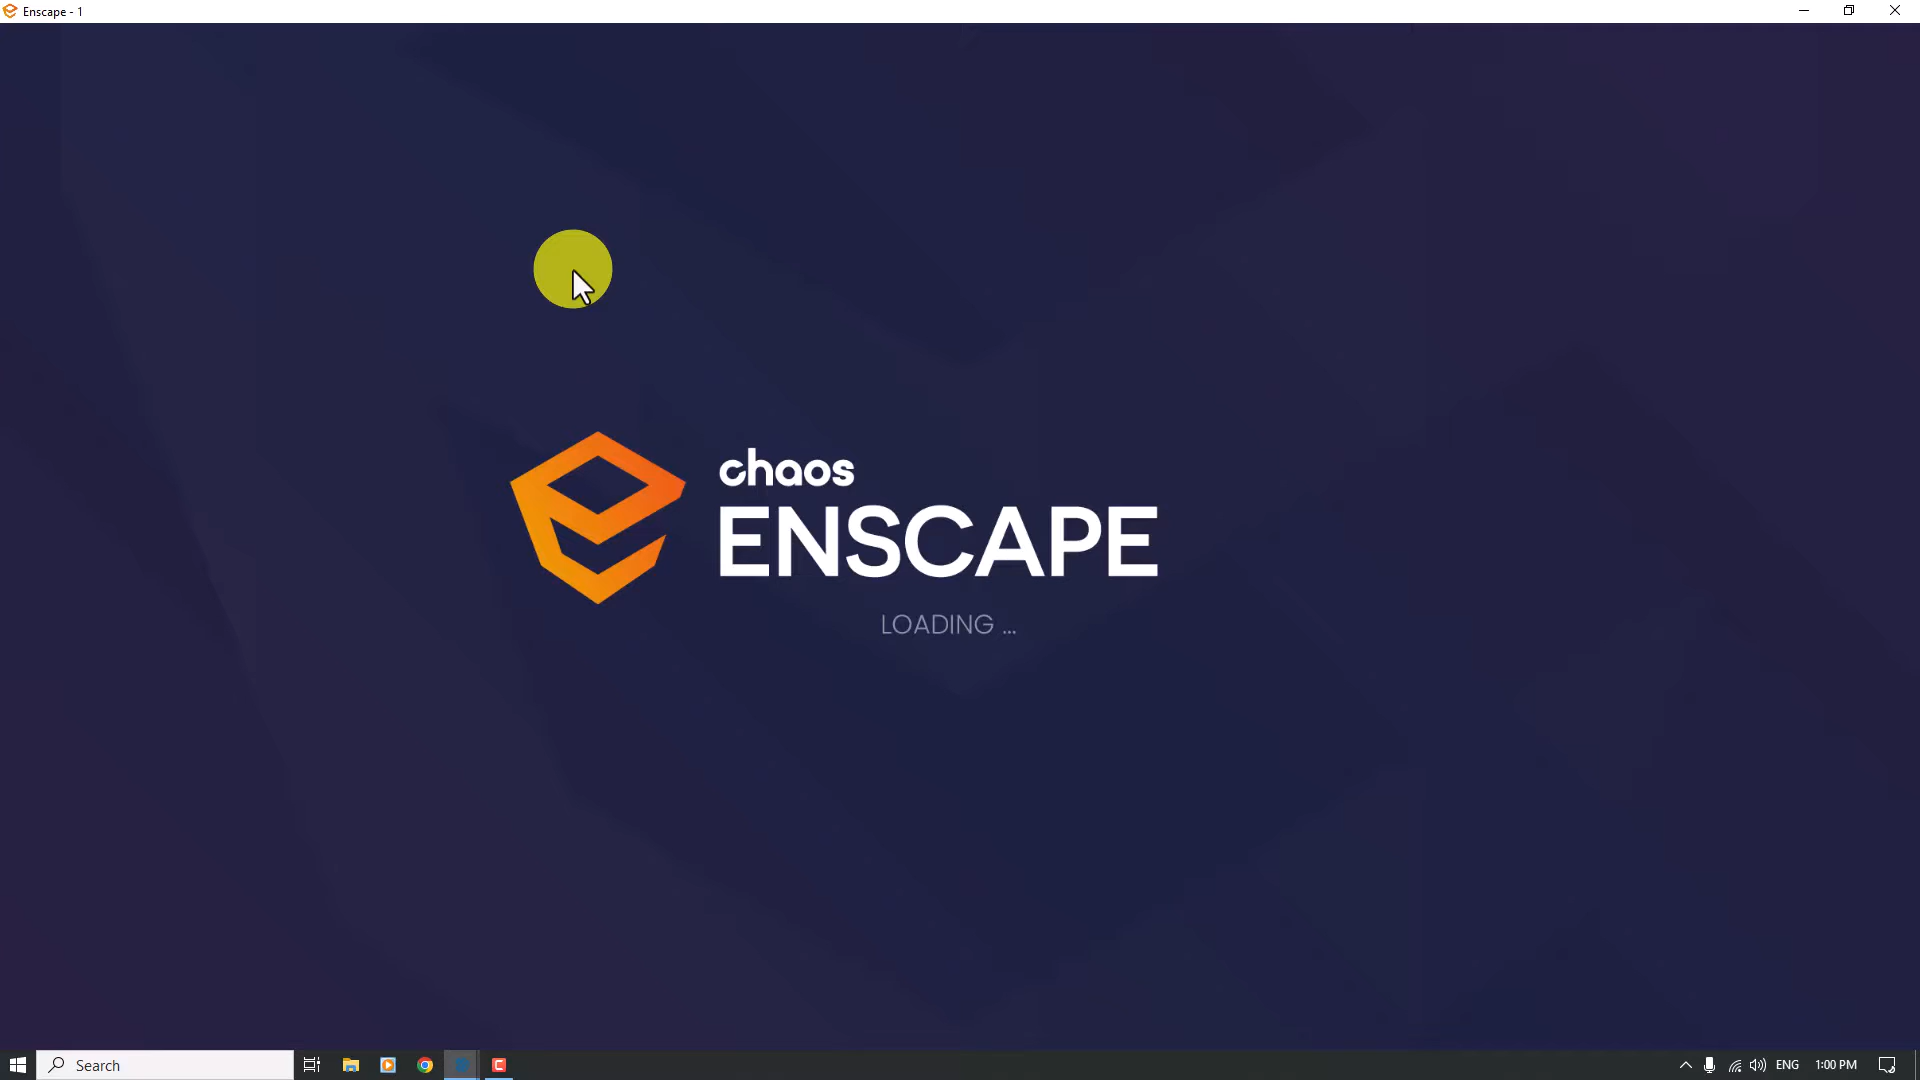 Enscape - 1
chaos
ENSCAPE
LOADING ...
Search
ENG
1:00 PM